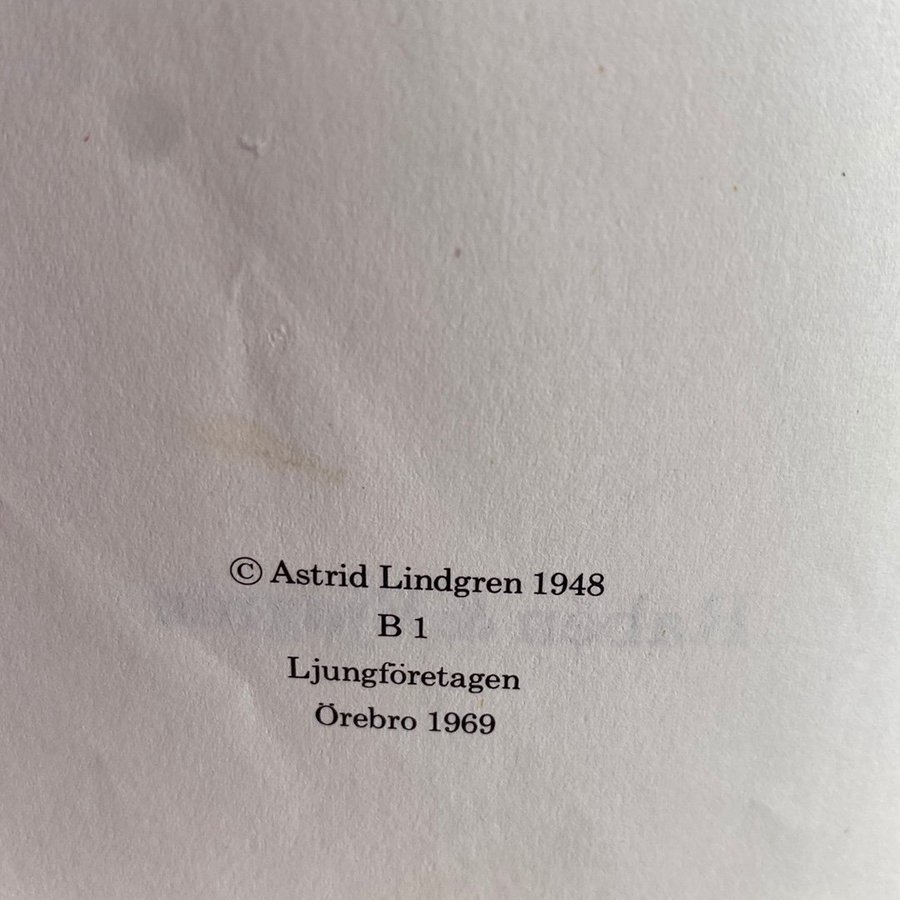 © Astrid Lindgren 1948
B 1
Ljungföretagen
Örebro 1969